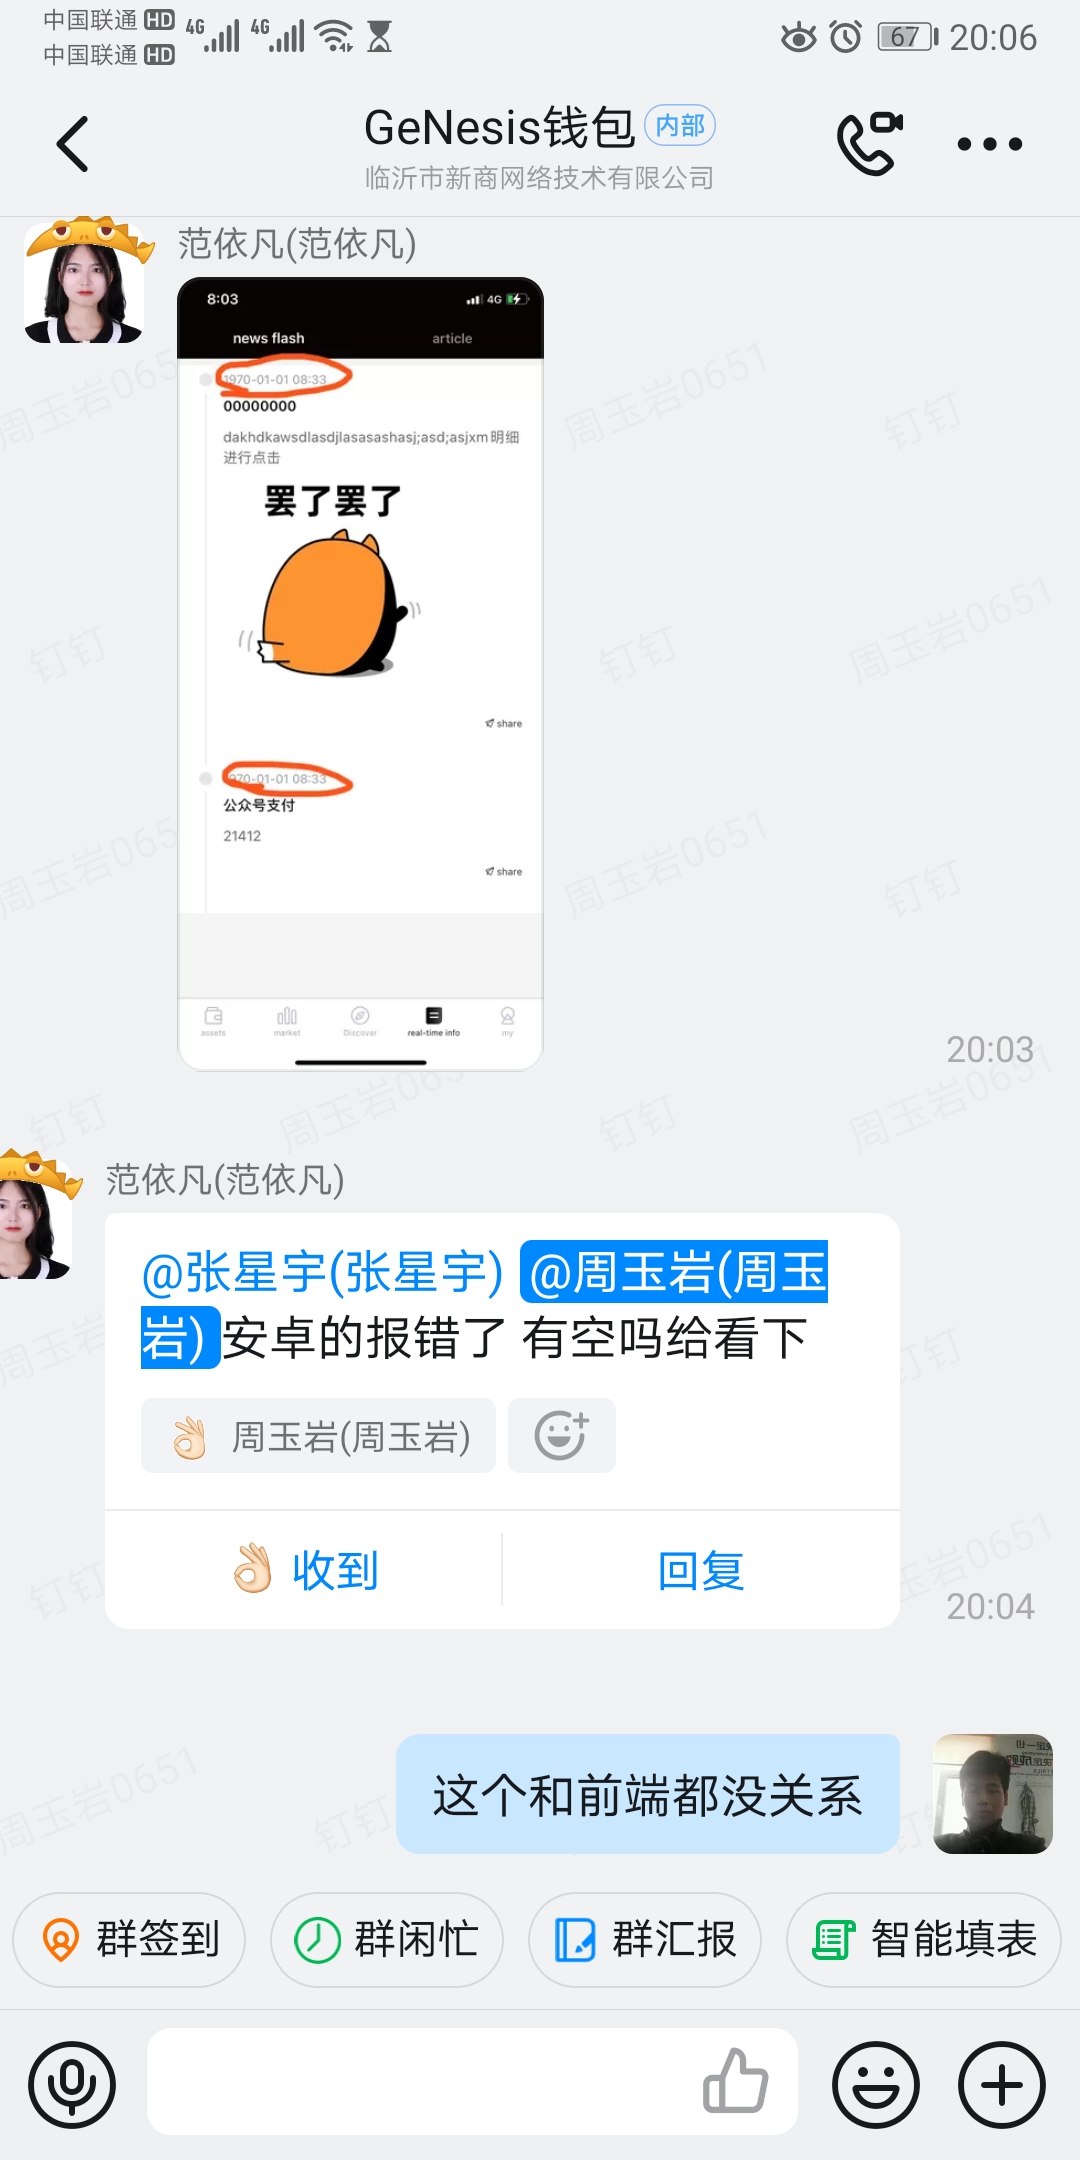 中国联通 HD 4G 4G 67 20:06
中国联通 HD
GeNesis钱包 内部
临沂市新商网络技术有限公司
范依凡(范依凡)
8:03 4G
news flash article
1970-01-01 08:33
00000000
dakhdkawsdlasdjlasasashasj;asd;asjxm明细
进行点击
罢了罢了
share
970-01-01 08:33
公众号支付
21412
share
assets market Discover real-time info my
20:03
范依凡(范依凡)
@张星宇(张星宇) @周玉岩(周玉
岩) 安卓的报错了 有空吗给看下
周玉岩(周玉岩)
收到 回复
20:04
这个和前端都没关系
群签到 群闲忙 群汇报 智能填表
周玉岩0651 钉钉